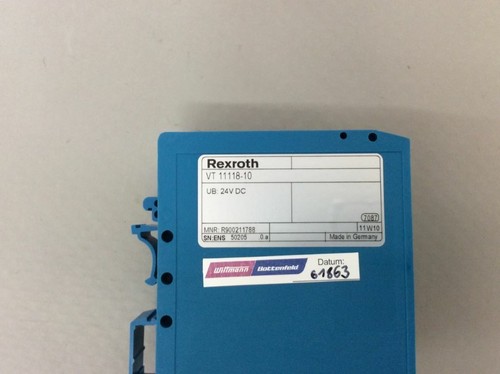 Rexroth
VT 11118-10
UB: 24V DC
7087
MNR: R900211788
11W10
SN:ENS 50206 0.a
Made in Germany
WITTMANN Battenfeld
Datum:
61863